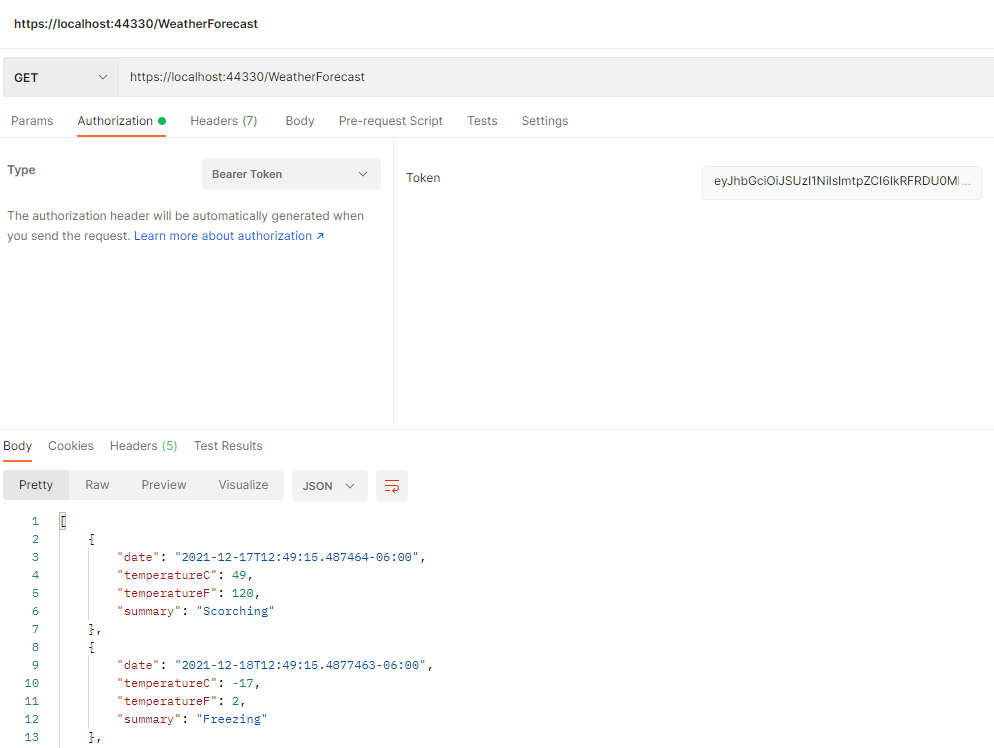 https://localhost:44330/WeatherForecast
GET https://localhost:44330/WeatherForecast
Params Authorization Headers (7) Body Pre-request Script Tests Settings
Type Bearer Token
The authorization header will be automatically generated when
you send the request. Learn more about authorization ↗
Token eyJhbGciOiJSUzI1NiIsImtpZCI6IkRFRDU0MI...
Body Cookies Headers (5) Test Results
Pretty Raw Preview Visualize JSON
1 [
2 {
3 "date": "2021-12-17T12:49:15.487464-06:00",
4 "temperatureC": 49,
5 "temperatureF": 120,
6 "summary": "Scorching"
7 },
8 {
9 "date": "2021-12-18T12:49:15.4877463-06:00",
10 "temperatureC": -17,
11 "temperatureF": 2,
12 "summary": "Freezing"
13 },